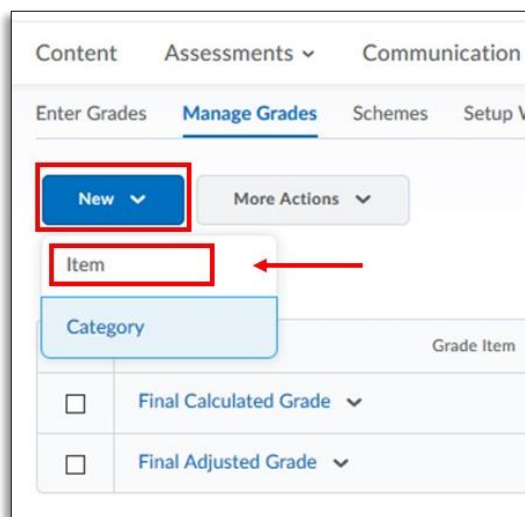 Content Assessments Communication
Enter Grades Manage Grades Schemes Setup
New More Actions
Item
Category
Grade Item
Final Calculated Grade
Final Adjusted Grade